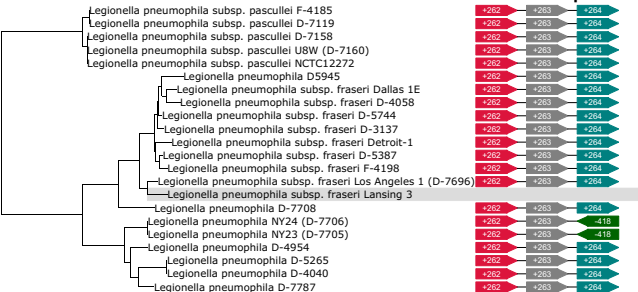 Legionella pneumophila subsp. pascullei F-4185 +262 +263 +264
Legionella pneumophila subsp. pascullei D-7119 +262 +263 +264
Legionella pneumophila subsp. pascullei D-7158 +262 +263 +264
Legionella pneumophila subsp. pascullei U8W (D-7160) +262 +263 +264
Legionella pneumophila subsp. pascullei NCTC12272 +262 +263 +264
Legionella pneumophila D5945 +262 +263 +264
Legionella pneumophila subsp. fraseri Dallas 1E +262 +263 +264
Legionella pneumophila subsp. fraseri D-4058 +262 +263 +264
Legionella pneumophila subsp. fraseri D-5744 +262 +263 +264
Legionella pneumophila subsp. fraseri D-3137 +262 +263 +264
Legionella pneumophila subsp. fraseri Detroit-1 +262 +263 +264
Legionella pneumophila subsp. fraseri D-5387 +262 +263 +264
Legionella pneumophila subsp. fraseri F-4198 +262 +263 +264
Legionella pneumophila subsp. fraseri Los Angeles 1 (D-7696) +262 +263 +264
Legionella pneumophila subsp. fraseri Lansing 3
Legionella pneumophila D-7708 +262 +263 +264
Legionella pneumophila NY24 (D-7706) +262 +263 -418
Legionella pneumophila NY23 (D-7705) +262 +263 -418
Legionella pneumophila D-4954 +262 +263 +264
Legionella pneumophila D-5265 +262 +263 +264
Legionella pneumophila D-4040 +262 +263 +264
Legionella pneumophila D-7787 +262 +263 +264